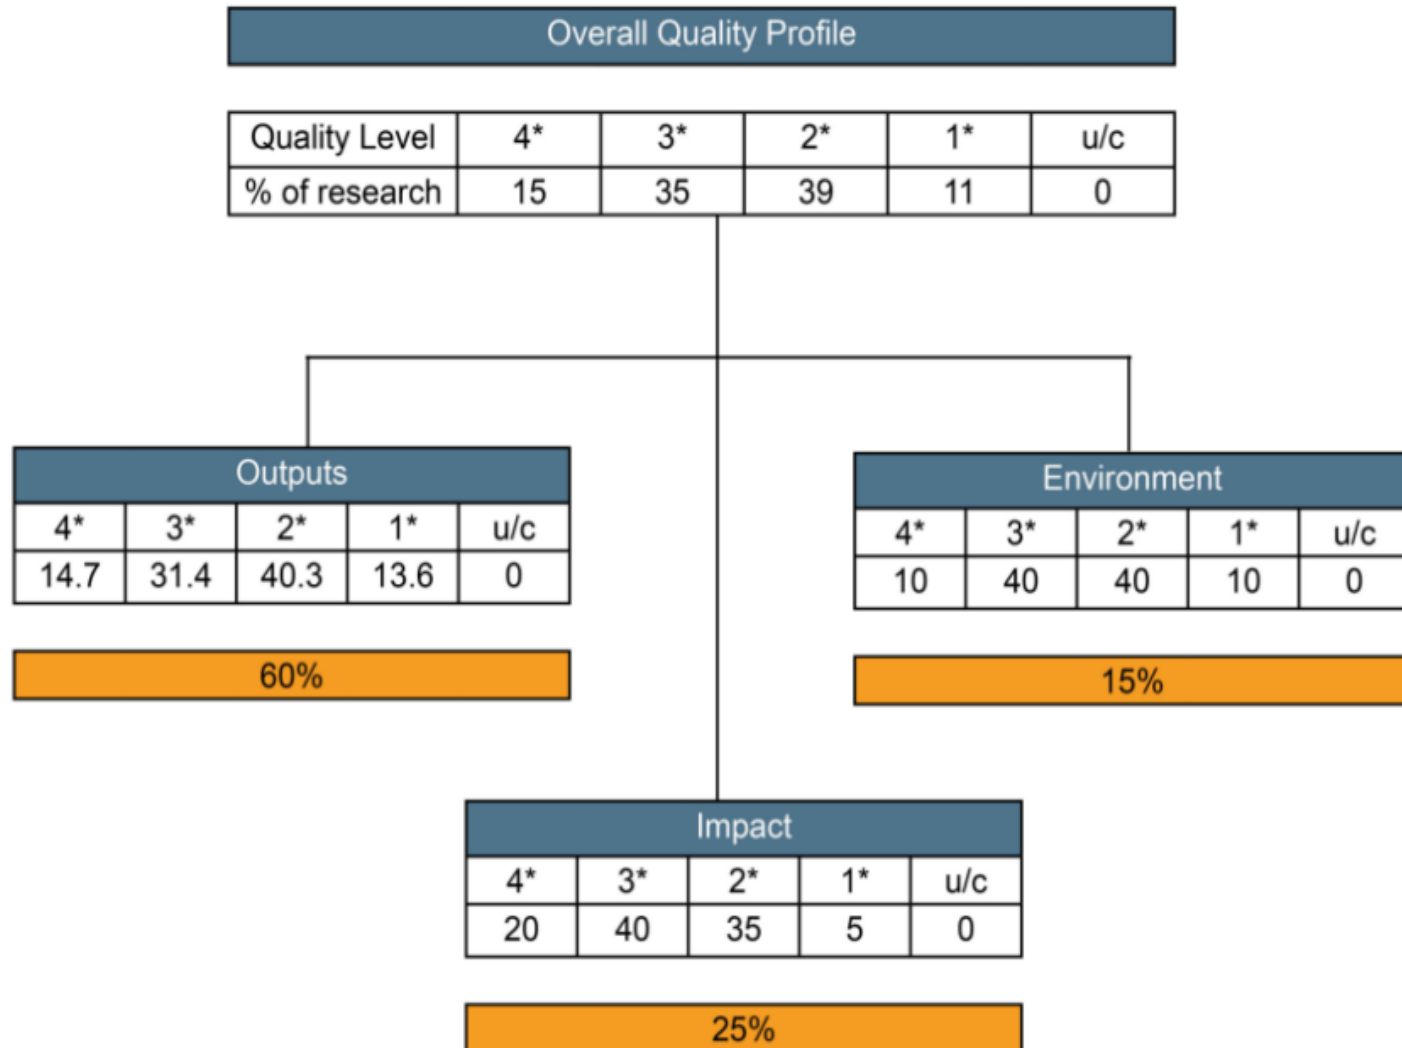 Overall Quality Profile
Quality Level 4* 3* 2* 1* u/c
% of research 15 35 39 11 0
Outputs
4* 3* 2* 1* u/c
14.7 31.4 40.3 13.6 0
60%
Environment
4* 3* 2* 1* u/c
10 40 40 10 0
15%
Impact
4* 3* 2* 1* u/c
20 40 35 5 0
25%